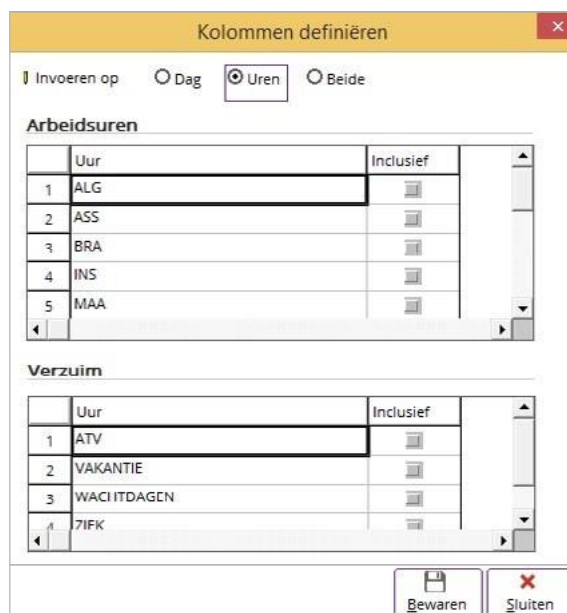 Kolommen definiëren
Invoeren op Dag Uren Beide
Arbeidsuren
Uur Inclusief
1 ALG
2 ASS
3 BRA
4 INS
5 MAA
Verzuim
Uur Inclusief
1 ATV
2 VAKANTIE
3 WACHTDAGEN
4 ZIEK
Bewaren Sluiten